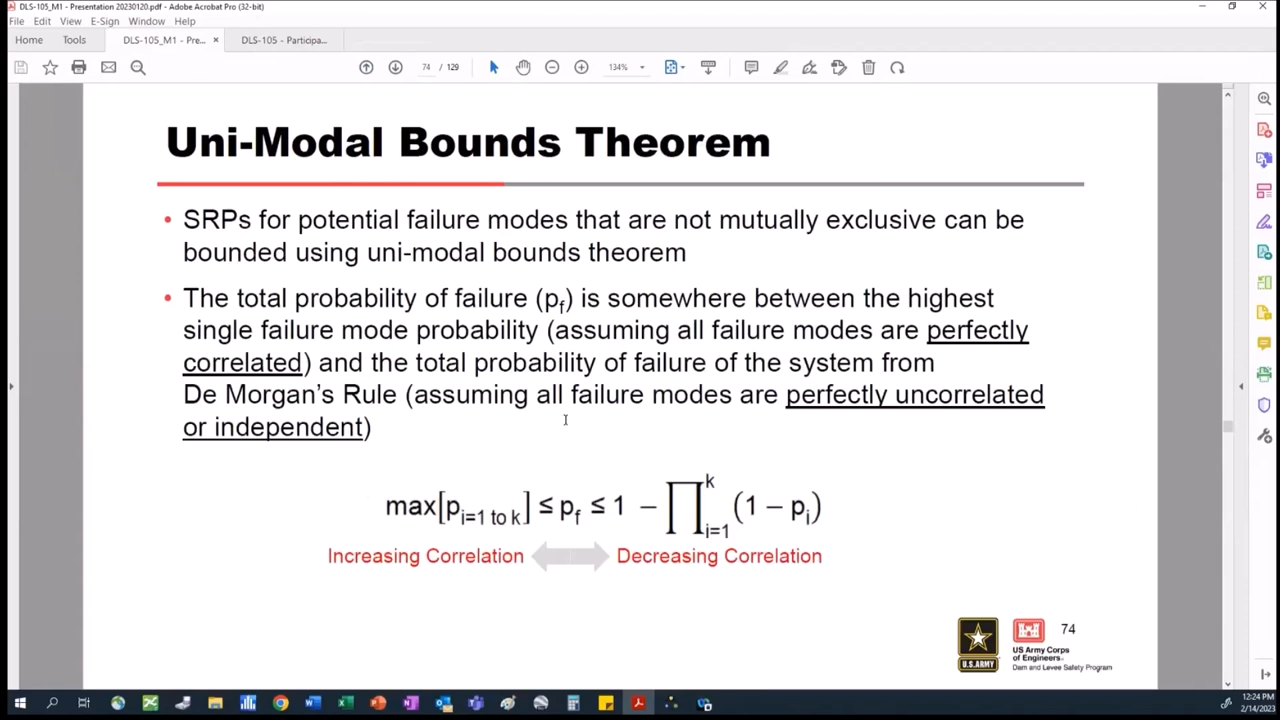 DLS-105_M1 - Presentation 20230120.pdf - Adobe Acrobat Pro (32-bit)
File Edit View E-Sign Window Help
Home Tools DLS-105_M1 - Pre... × DLS-105 - Participa...
74 / 129 134%
Uni-Modal Bounds Theorem
• SRPs for potential failure modes that are not mutually exclusive can be
bounded using uni-modal bounds theorem
• The total probability of failure (pf) is somewhere between the highest
single failure mode probability (assuming all failure modes are perfectly
correlated) and the total probability of failure of the system from
De Morgan's Rule (assuming all failure modes are perfectly uncorrelated
or independent)
max[p_{i=1 to k}] ≤ p_f ≤ 1 − ∏_{i=1}^{k} (1 − p_i)
Increasing Correlation Decreasing Correlation
74
U.S.ARMY
US Army Corps
of Engineers®
Dam and Levee Safety Program
12:24 PM
2/14/2023